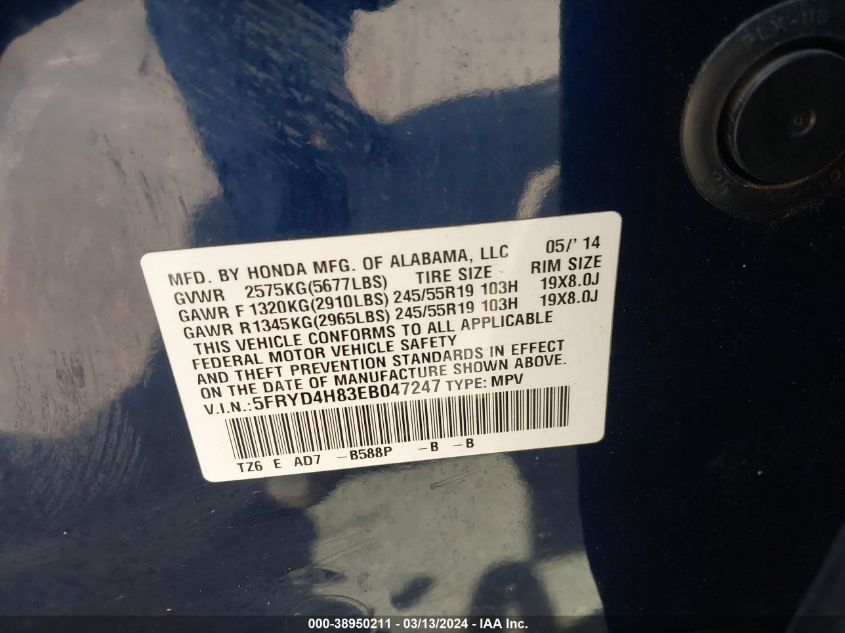 MFD. BY HONDA MFG. OF ALABAMA, LLC 05/' 14
GVWR 2575KG(5677LBS) TIRE SIZE RIM SIZE
GAWR F 1320KG(2910LBS) 245/55R19 103H 19X8.0J
GAWR R1345KG(2965LBS) 245/55R19 103H 19X8.0J
THIS VEHICLE CONFORMS TO ALL APPLICABLE
FEDERAL MOTOR VEHICLE SAFETY
AND THEFT PREVENTION STANDARDS IN EFFECT
ON THE DATE OF MANUFACTURE SHOWN ABOVE.
V.I.N.:5FRYD4H83EB047247 TYPE: MPV
TZ6 E AD7 -B588P -B -B
000-38950211 - 03/13/2024 - IAA Inc.